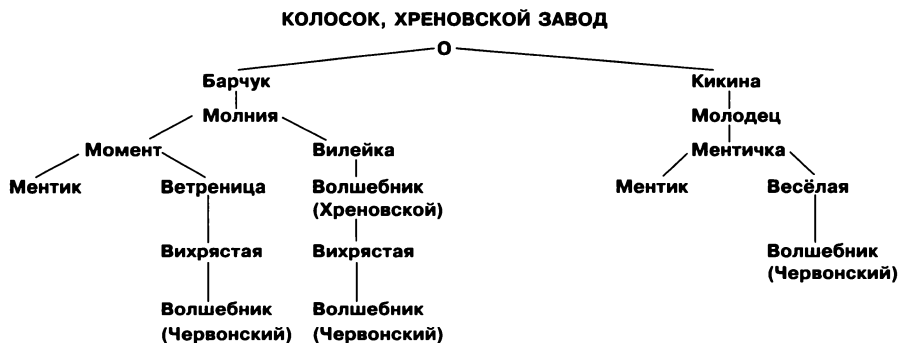 КОЛОСОК, ХРЕНОВСКОЙ ЗАВОД
О
Барчук Кикина
Молния Молодец
Момент Вилейка Ментичка
Ментик Ветреница Волшебник Ментик Весёлая
(Хреновской)
Вихрястая Вихрястая Волшебник
(Червонский)
Волшебник Волшебник
(Червонский) (Червонский)